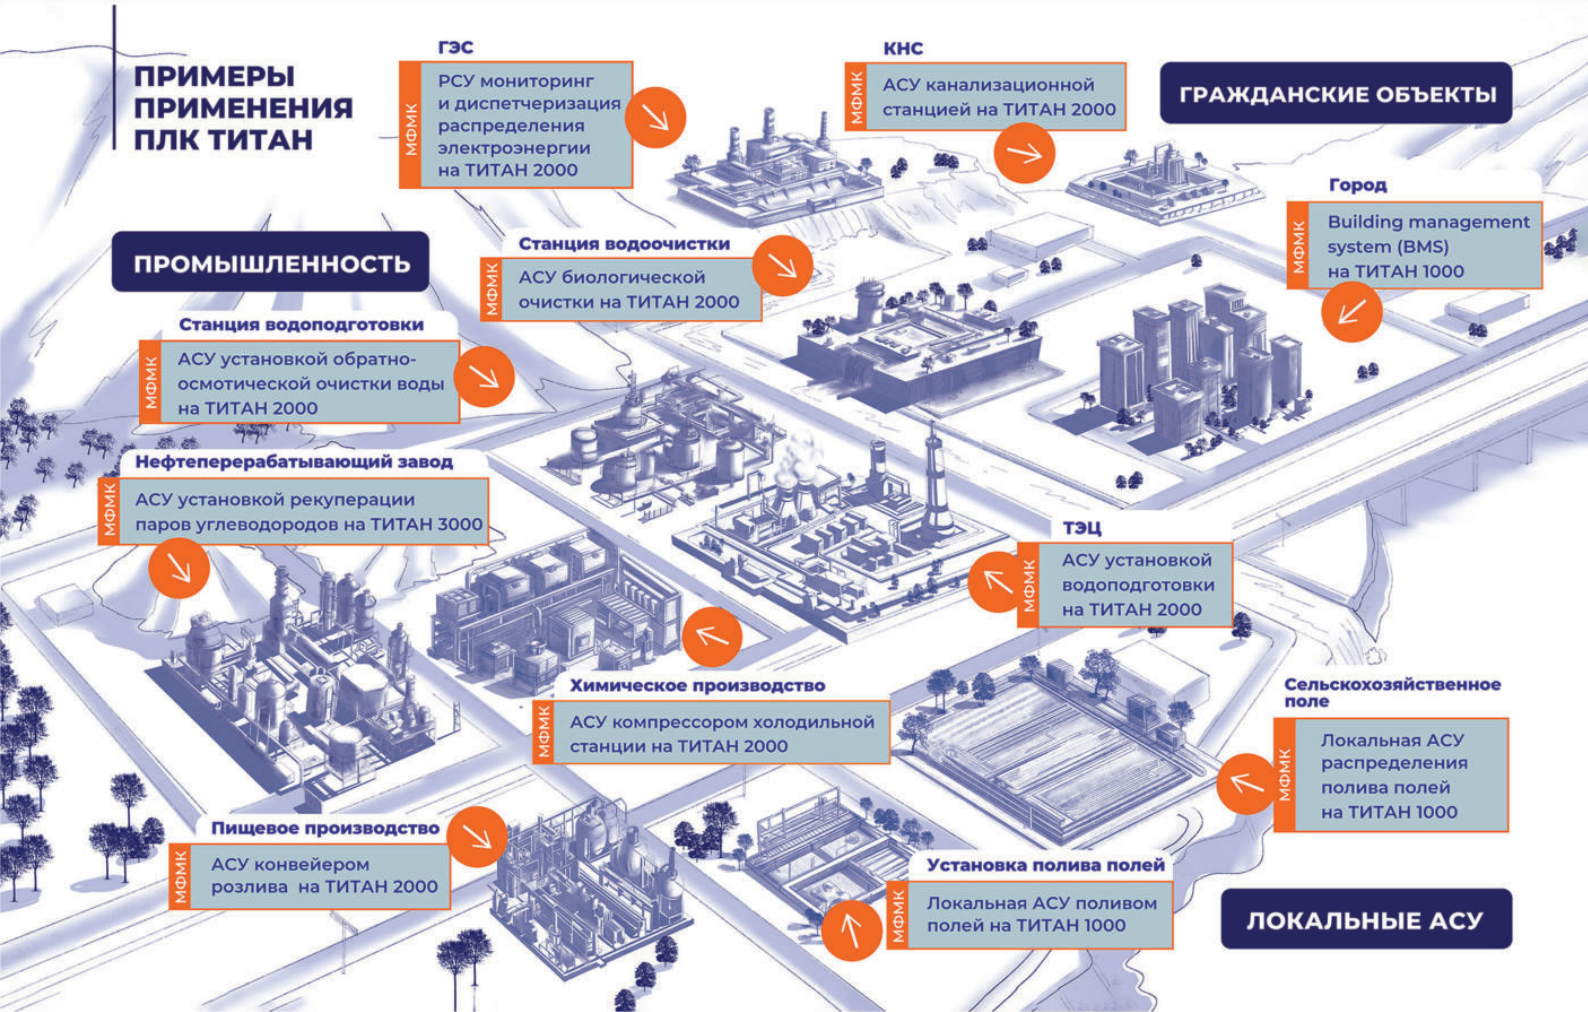 ПРИМЕРЫ
ПРИМЕНЕНИЯ
ПЛК ТИТАН
ГЭС
МФМК
РСУ мониторинг
и диспетчеризация
распределения
электроэнергии
на ТИТАН 2000
КНС
МФМК
АСУ канализационной
станцией на ТИТАН 2000
ГРАЖДАНСКИЕ ОБЪЕКТЫ
Город
МФМК
Building management
system (BMS)
на ТИТАН 1000
ПРОМЫШЛЕННОСТЬ
Станция водоочистки
МФМК
АСУ биологической
очистки на ТИТАН 2000
Станция водоподготовки
МФМК
АСУ установкой обратно-
осмотической очистки воды
на ТИТАН 2000
Нефтеперерабатывающий завод
МФМК
АСУ установкой рекуперации
паров углеводородов на ТИТАН 3000
ТЭЦ
МФМК
АСУ установкой
водоподготовки
на ТИТАН 2000
Химическое производство
МФМК
АСУ компрессором холодильной
станции на ТИТАН 2000
Сельскохозяйственное
поле
МФМК
Локальная АСУ
распределения
полива полей
на ТИТАН 1000
Пищевое производство
МФМК
АСУ конвейером
розлива на ТИТАН 2000
Установка полива полей
МФМК
Локальная АСУ поливом
полей на ТИТАН 1000
ЛОКАЛЬНЫЕ АСУ